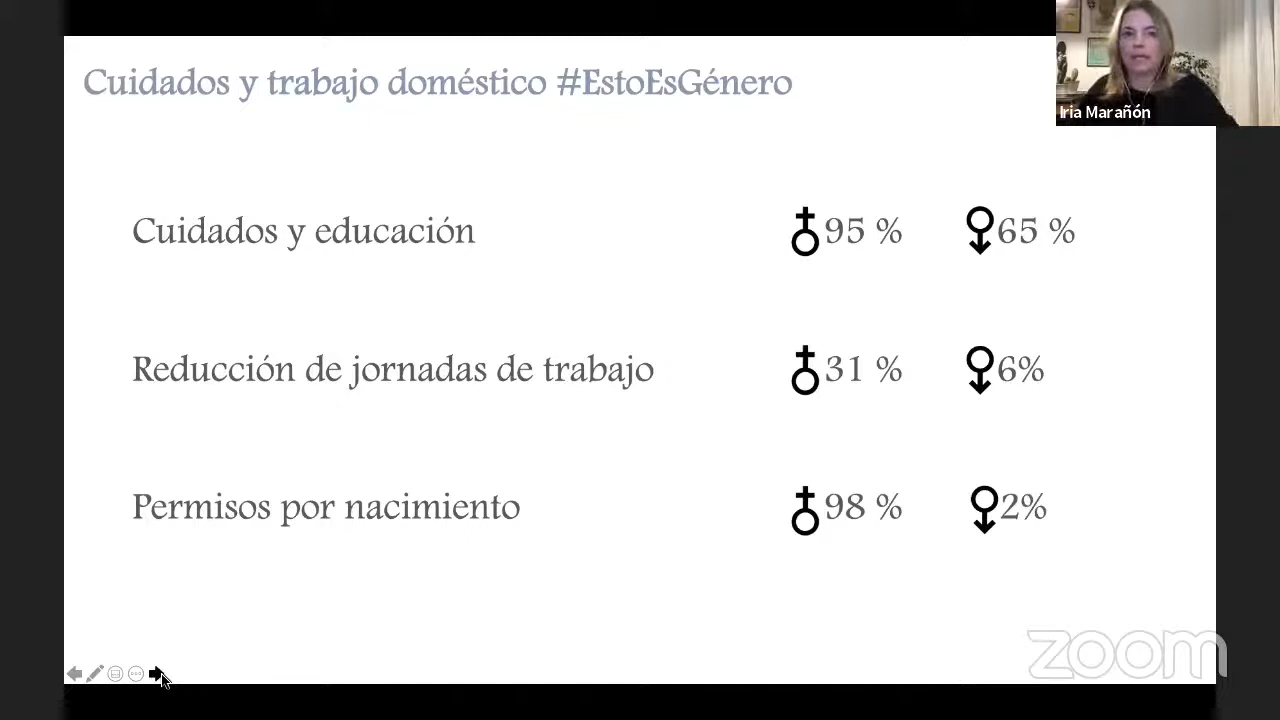 Cuidados y trabajo doméstico #EstoEsGénero
Iria Marañón
Cuidados y educación 95 % 65 %
Reducción de jornadas de trabajo 31 % 6%
Permisos por nacimiento 98 % 2%
zoom